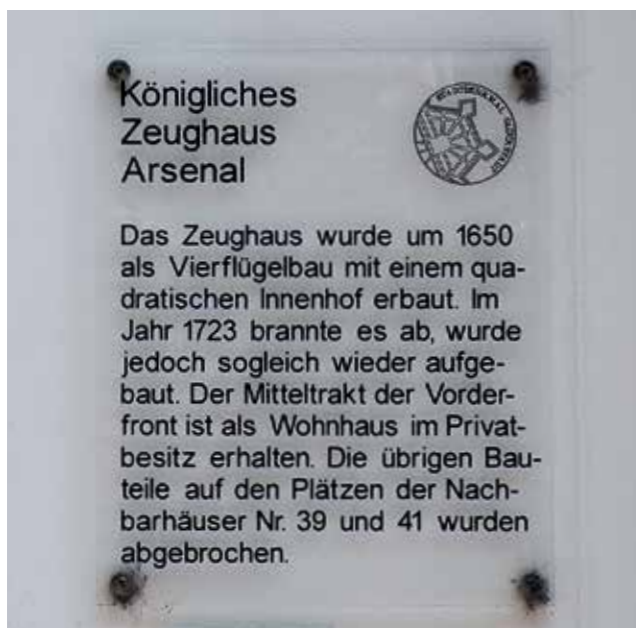 Königliches
Zeughaus
Arsenal
STADTDENKMAL GLÜCKSTADT
Das Zeughaus wurde um 1650
als Vierflügelbau mit einem qua-
dratischen Innenhof erbaut. Im
Jahr 1723 brannte es ab, wurde
jedoch sogleich wieder aufge-
baut. Der Mitteltrakt der Vorder-
front ist als Wohnhaus im Privat-
besitz erhalten. Die übrigen Bau-
teile auf den Plätzen der Nach-
barhäuser Nr. 39 und 41 wurden
abgebrochen.